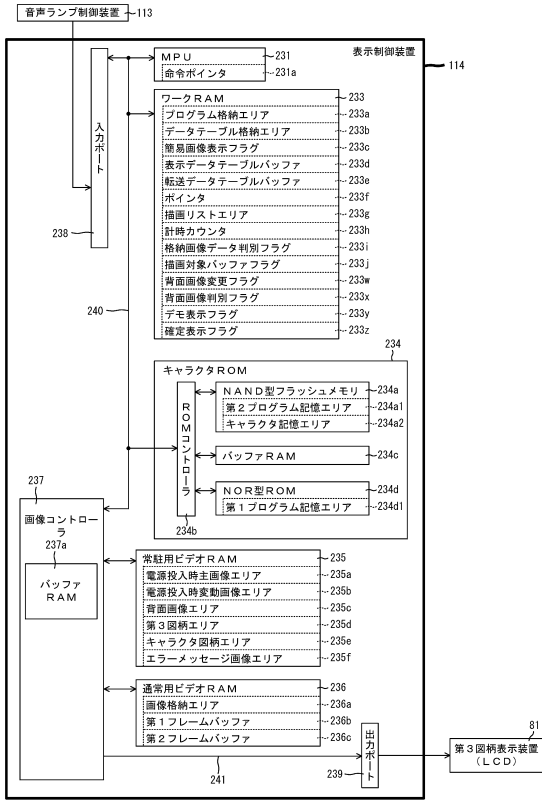 音声ランプ制御装置
113
表示制御装置
114
入力ポート
238
MPU
231
命令ポインタ
231a
ワークRAM
233
プログラム格納エリア
233a
データテーブル格納エリア
233b
簡易画像表示フラグ
233c
表示データテーブルバッファ
233d
転送データテーブルバッファ
233e
ポインタ
233f
描画リストエリア
233g
計時カウンタ
233h
格納画像データ判別フラグ
233i
描画対象バッファフラグ
233j
背面画像変更フラグ
233w
背面画像判別フラグ
233x
デモ表示フラグ
233y
確定表示フラグ
233z
240
234
キャラクタROM
ROMコントローラ
234b
NAND型フラッシュメモリ
234a
第2プログラム記憶エリア
234a1
キャラクタ記憶エリア
234a2
バッファRAM
234c
NOR型ROM
234d
第1プログラム記憶エリア
234d1
237
画像コントロー
ラ
237a
バッファ
RAM
常駐用ビデオRAM
235
電源投入時主画像エリア
235a
電源投入時変動画像エリア
235b
背面画像エリア
235c
第3図柄エリア
235d
キャラクタ図柄エリア
235e
エラーメッセージ画像エリア
235f
通常用ビデオRAM
236
画像格納エリア
236a
第1フレームバッファ
236b
第2フレームバッファ
236c
241
出力ポート
239
81
第3図柄表示装置
(LCD)